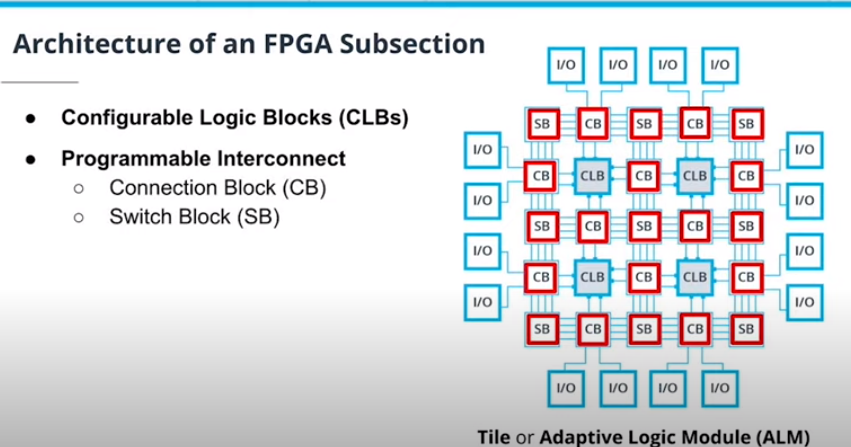 Architecture of an FPGA Subsection
● Configurable Logic Blocks (CLBs)
● Programmable Interconnect
○ Connection Block (CB)
○ Switch Block (SB)
I/O I/O I/O I/O
SB CB SB CB SB
I/O I/O
CB CLB CB CLB CB
I/O I/O
SB CB SB CB SB
I/O I/O
CB CLB CB CLB CB
I/O I/O
SB CB SB CB SB
I/O I/O I/O I/O
Tile or Adaptive Logic Module (ALM)